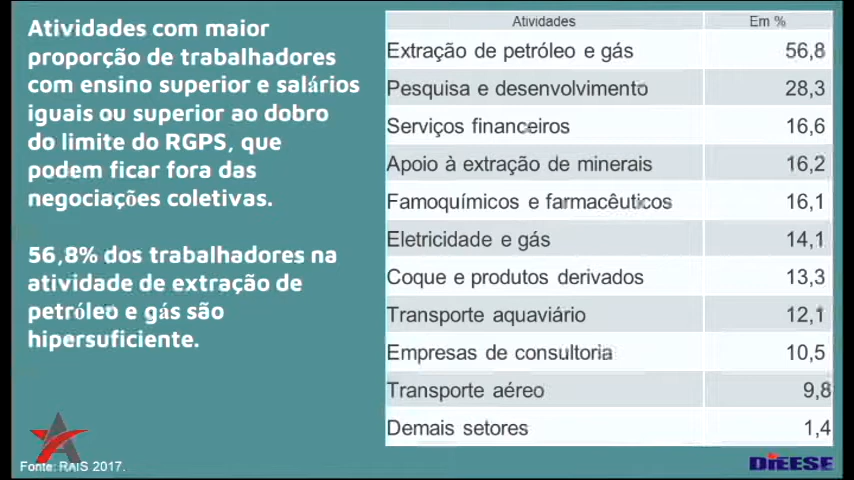 Atividades com maior
proporção de trabalhadores
com ensino superior e salários
iguais ou superior ao dobro
do limite do RGPS, que
podem ficar fora das
negociações coletivas.
56,8% dos trabalhadores na
atividade de extração de
petróleo e gás são
hipersuficiente.
Atividades Em %
Extração de petróleo e gás 56,8
Pesquisa e desenvolvimento 28,3
Serviços financeiros 16,6
Apoio à extração de minerais 16,2
Famoquímicos e farmacêuticos 16,1
Eletricidade e gás 14,1
Coque e produtos derivados 13,3
Transporte aquaviário 12,1
Empresas de consultoria 10,5
Transporte aéreo 9,8
Demais setores 1,4
Fonte: RAIS 2017.
DIEESE